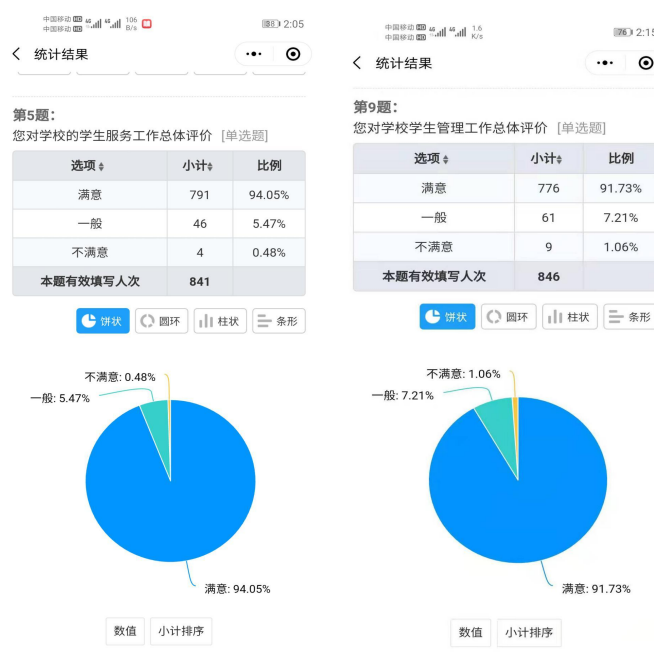 中国移动 HD 4G 4G 106 B/s 38 2:05
中国移动 HD
统计结果
第5题：
您对学校的学生服务工作总体评价 [单选题]
选项 小计 比例
满意 791 94.05%
一般 46 5.47%
不满意 4 0.48%
本题有效填写人次 841
饼状 圆环 柱状 条形
不满意: 0.48%
一般: 5.47%
满意: 94.05%
数值 小计排序
中国移动 HD 4G 4G 1.6 K/s 76 2:15
中国移动 HD
统计结果
第9题：
您对学校学生管理工作总体评价 [单选题]
选项 小计 比例
满意 776 91.73%
一般 61 7.21%
不满意 9 1.06%
本题有效填写人次 846
饼状 圆环 柱状 条形
不满意: 1.06%
一般: 7.21%
满意: 91.73%
数值 小计排序